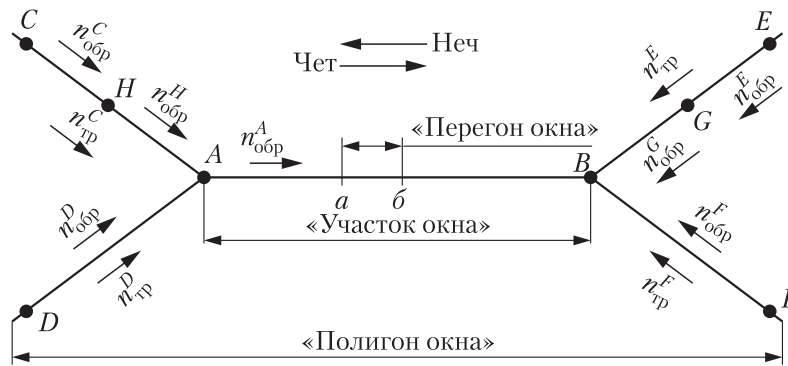 C
n^C_обр
H
n^C_тр
n^H_обр
Неч
Чет
E
n^E_тр
n^E_обр
G
n^G_обр
A
n^A_обр
«Перегон окна»
B
а
б
«Участок окна»
n^D_обр
n^D_тр
D
n^F_обр
n^F_тр
«Полигон окна»